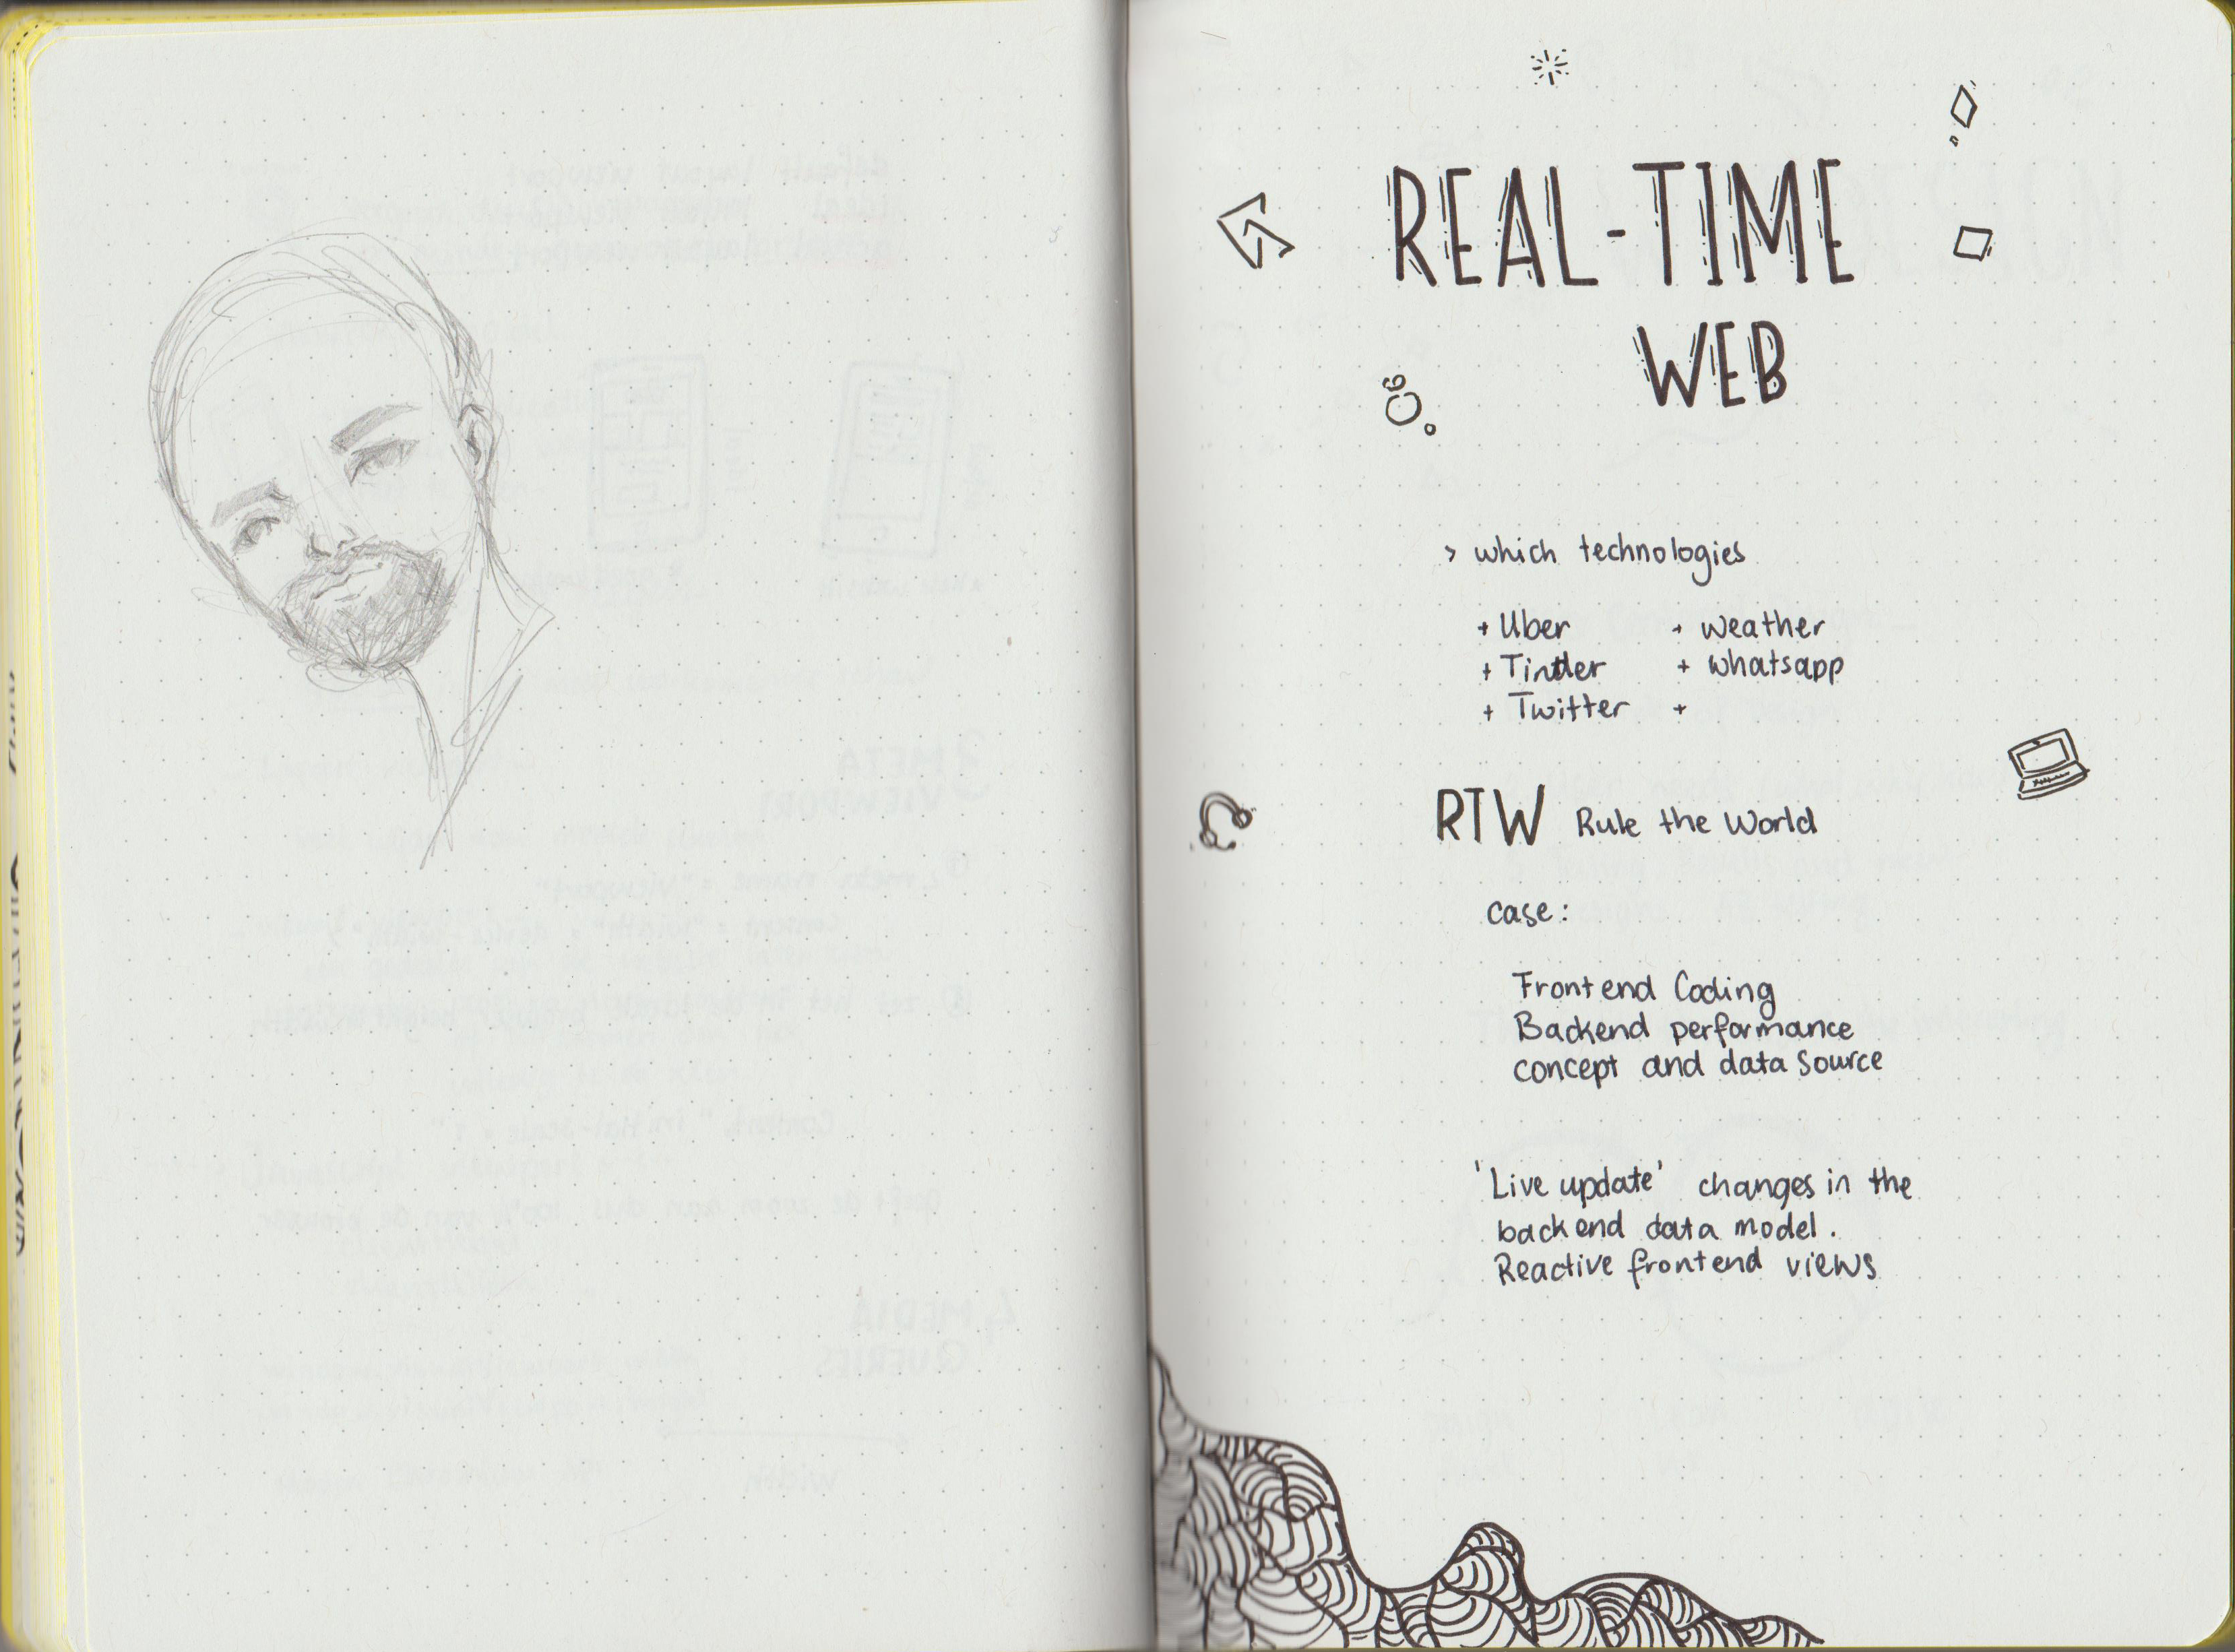 REAL-TIME
WEB
> which technologies
+ Uber + weather
+ Tinder + whatsapp
+ Twitter +
RTW Rule the World
case:
Frontend Coding
Backend performance
concept and data source
'Live update' changes in the
backend data model.
Reactive frontend views